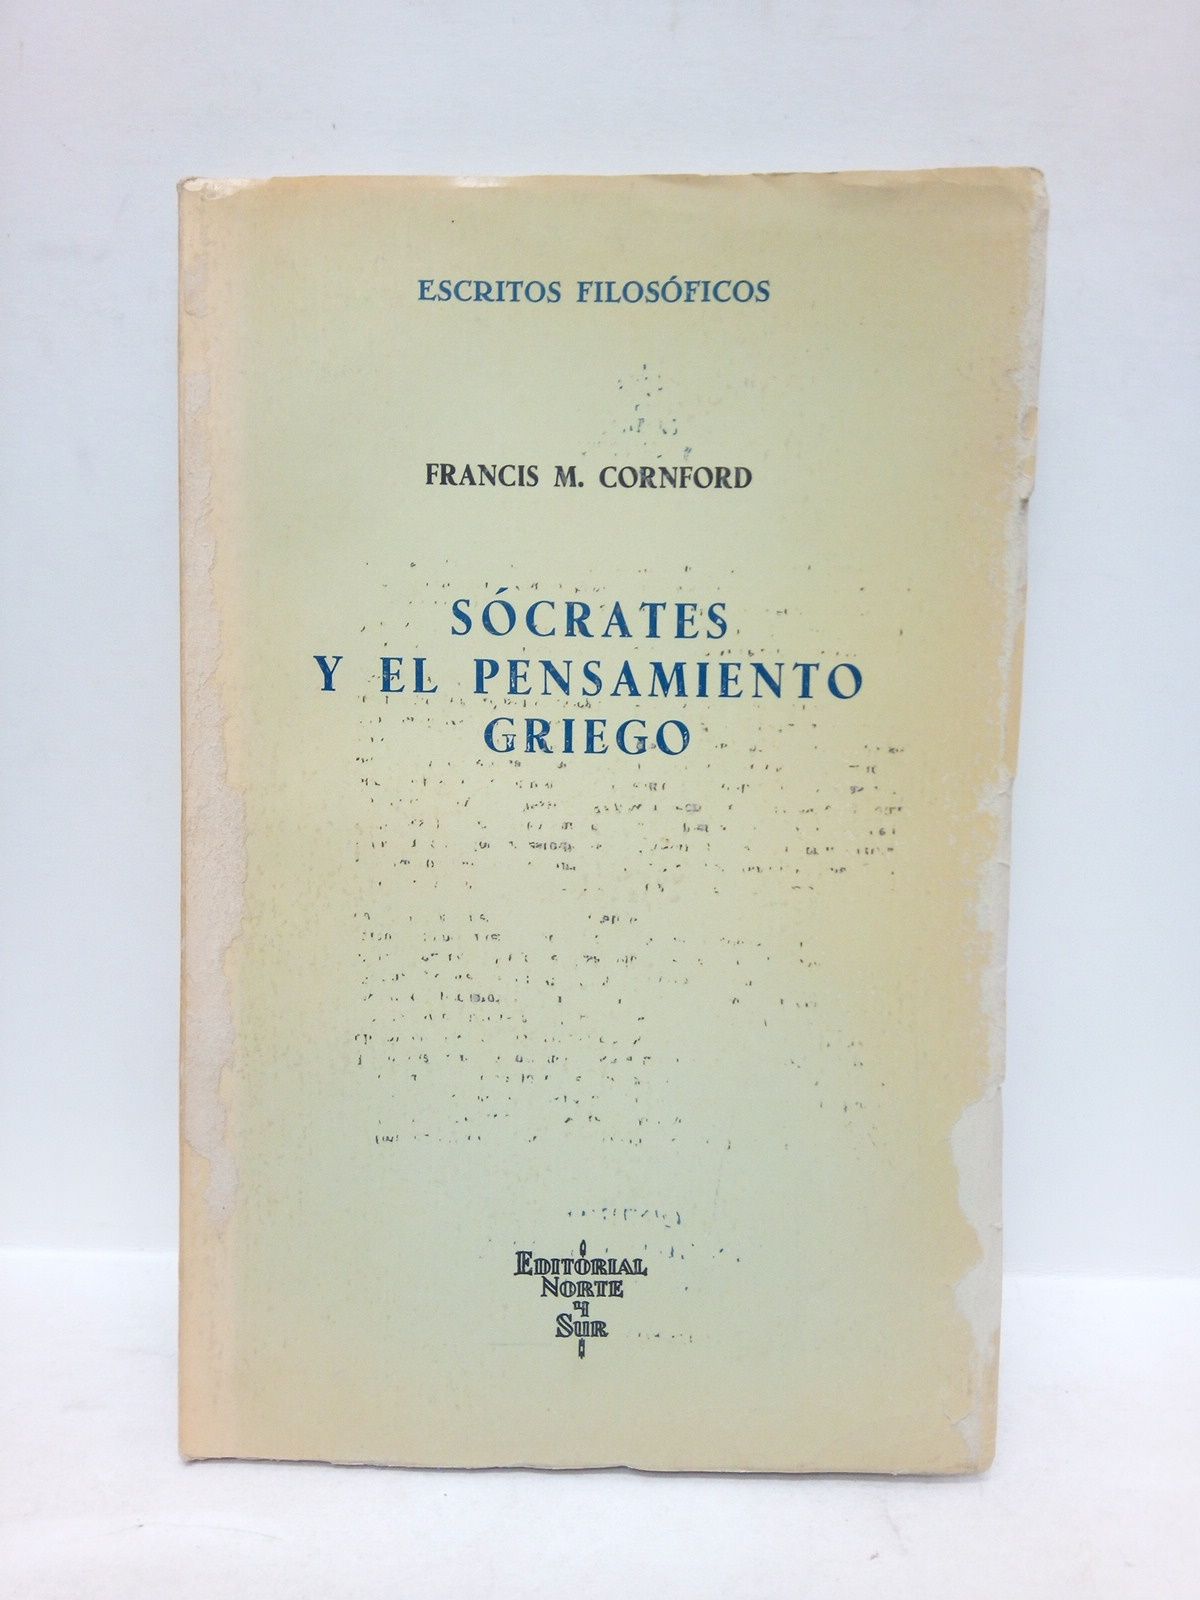 ESCRITOS FILOSÓFICOS
FRANCIS M. CORNFORD
SÓCRATES
Y EL PENSAMIENTO
GRIEGO
EDITORIAL
NORTE
Y
SUR